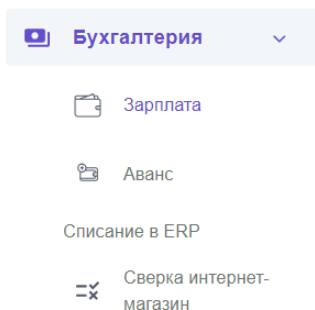 Бухгалтерия
Зарплата
Аванс
Списание в ERP
Сверка интернет-
магазин